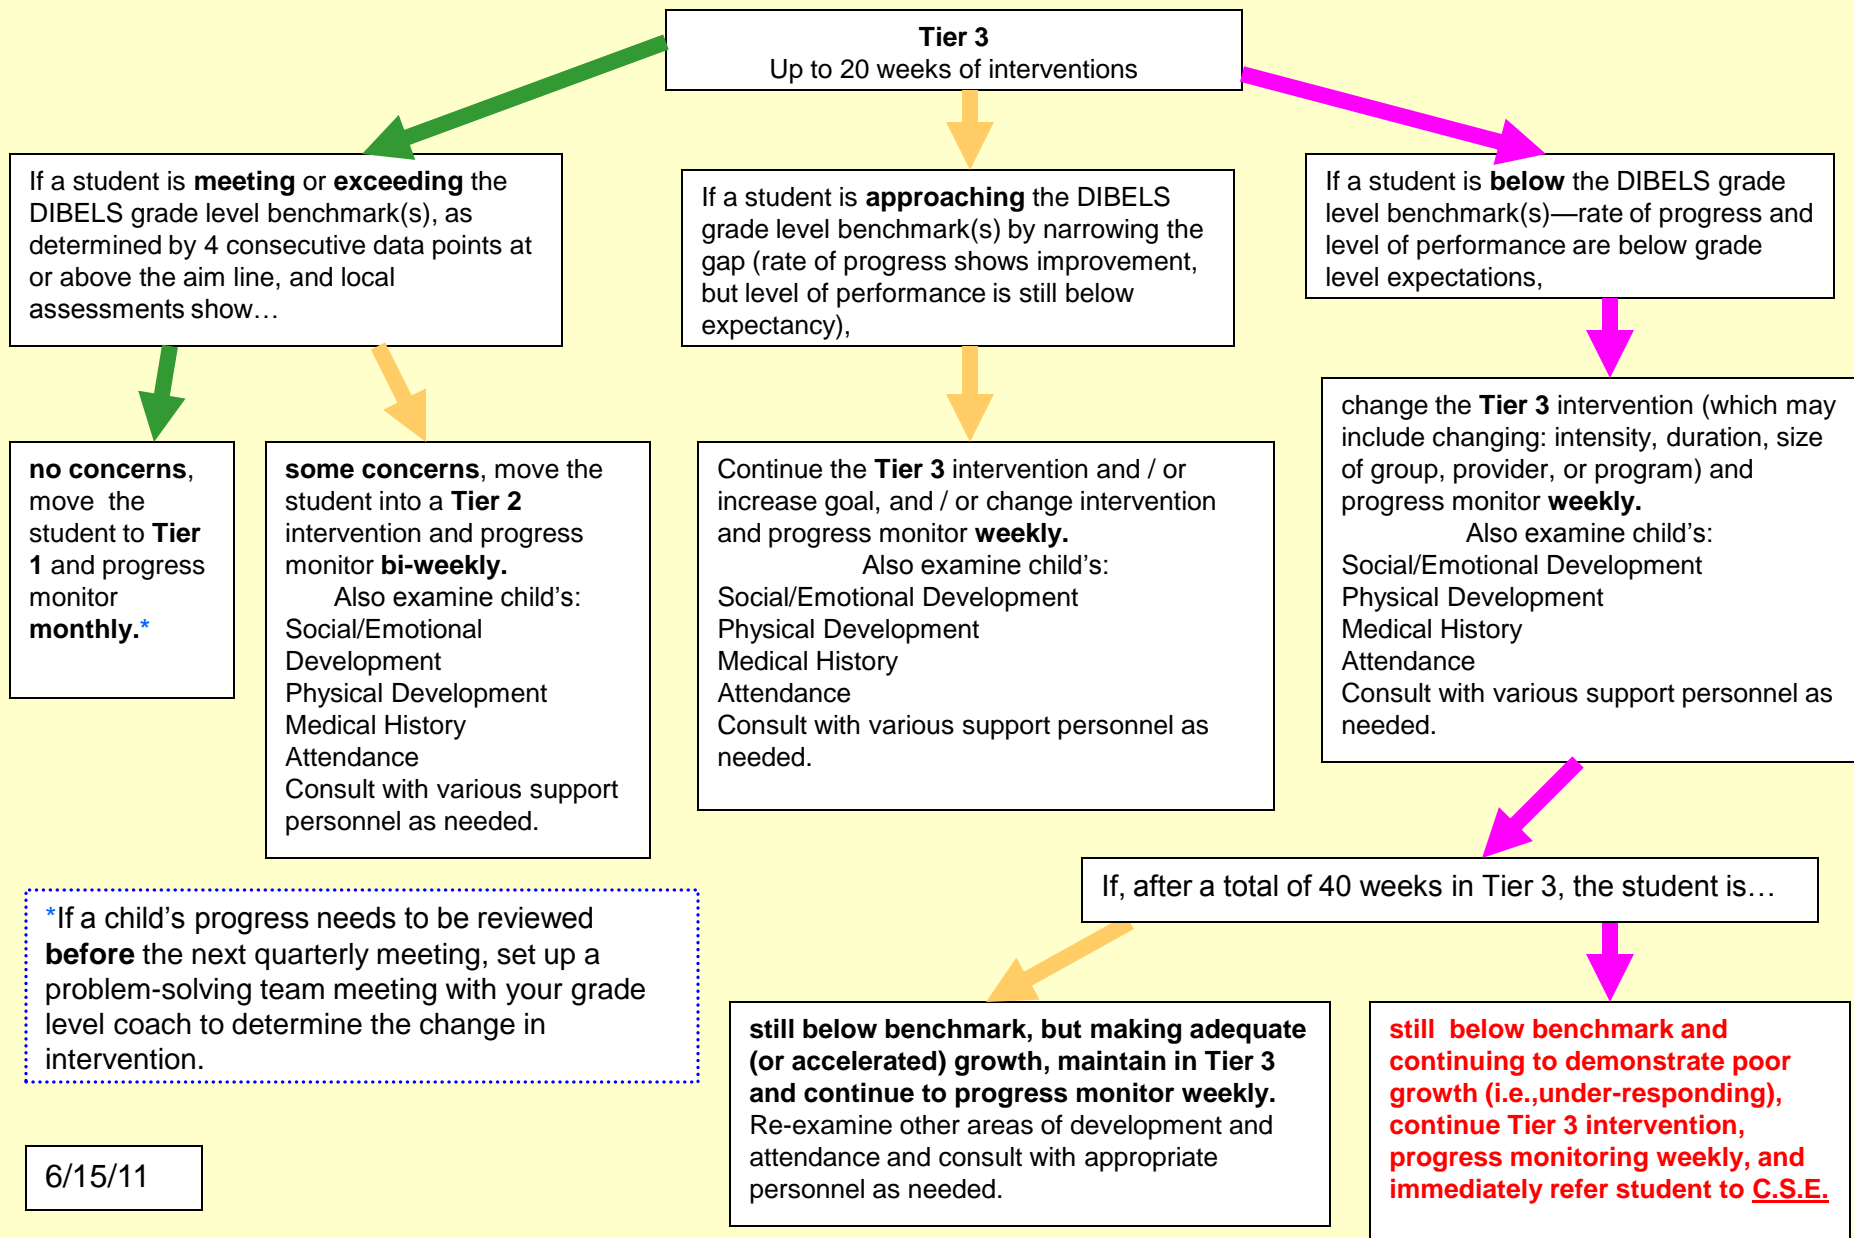 Tier 3
Up to 20 weeks of interventions
If a student is meeting or exceeding the
DIBELS grade level benchmark(s), as
determined by 4 consecutive data points at
or above the aim line, and local
assessments show…
If a student is approaching the DIBELS
grade level benchmark(s) by narrowing the
gap (rate of progress shows improvement,
but level of performance is still below
expectancy),
If a student is below the DIBELS grade
level benchmark(s)—rate of progress and
level of performance are below grade
level expectations,
no concerns,
move the
student to Tier
1 and progress
monitor
monthly.*
some concerns, move the
student into a Tier 2
intervention and progress
monitor bi-weekly.
Also examine child's:
Social/Emotional
Development
Physical Development
Medical History
Attendance
Consult with various support
personnel as needed.
Continue the Tier 3 intervention and / or
increase goal, and / or change intervention
and progress monitor weekly.
Also examine child's:
Social/Emotional Development
Physical Development
Medical History
Attendance
Consult with various support personnel as
needed.
change the Tier 3 intervention (which may
include changing: intensity, duration, size
of group, provider, or program) and
progress monitor weekly.
Also examine child's:
Social/Emotional Development
Physical Development
Medical History
Attendance
Consult with various support personnel as
needed.
If, after a total of 40 weeks in Tier 3, the student is…
*If a child's progress needs to be reviewed
before the next quarterly meeting, set up a
problem-solving team meeting with your grade
level coach to determine the change in
intervention.
still below benchmark, but making adequate
(or accelerated) growth, maintain in Tier 3
and continue to progress monitor weekly.
Re-examine other areas of development and
attendance and consult with appropriate
personnel as needed.
still below benchmark and
continuing to demonstrate poor
growth (i.e.,under-responding),
continue Tier 3 intervention,
progress monitoring weekly, and
immediately refer student to C.S.E.
6/15/11